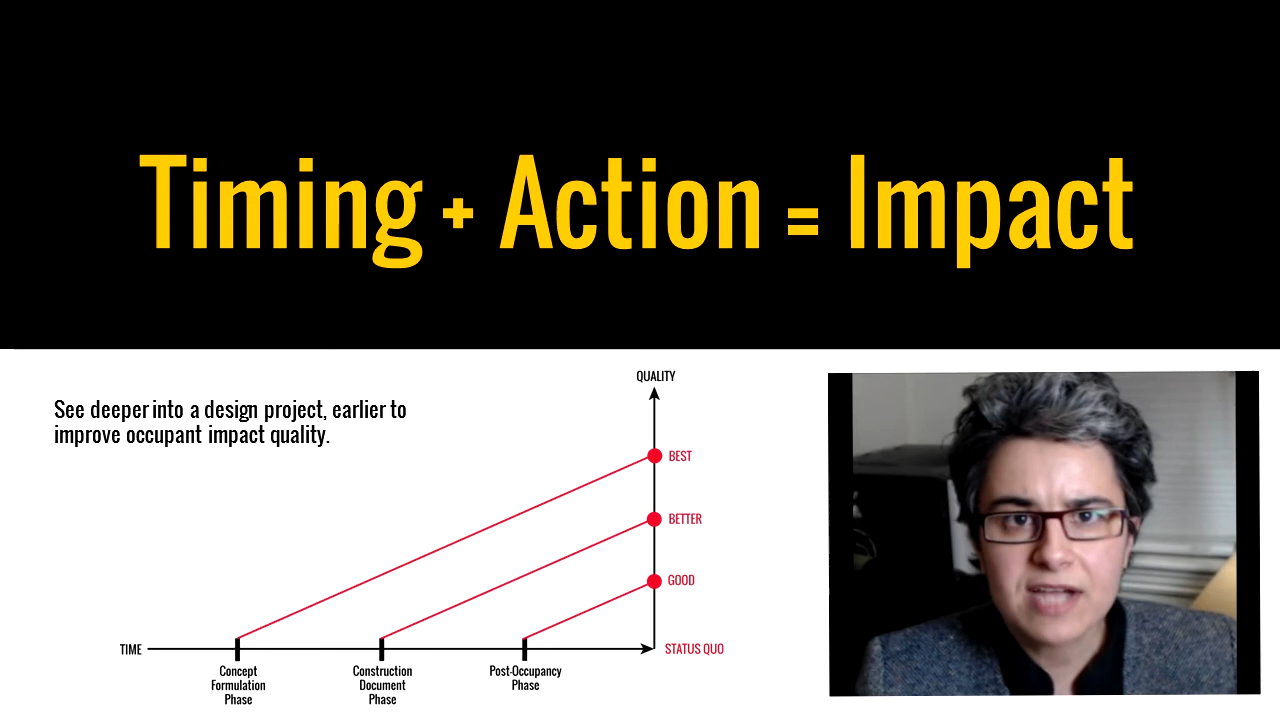 Timing + Action = Impact
See deeper into a design project, earlier to
improve occupant impact quality.
QUALITY
BEST
BETTER
GOOD
TIME
STATUS QUO
Concept
Formulation
Phase
Construction
Document
Phase
Post-Occupancy
Phase